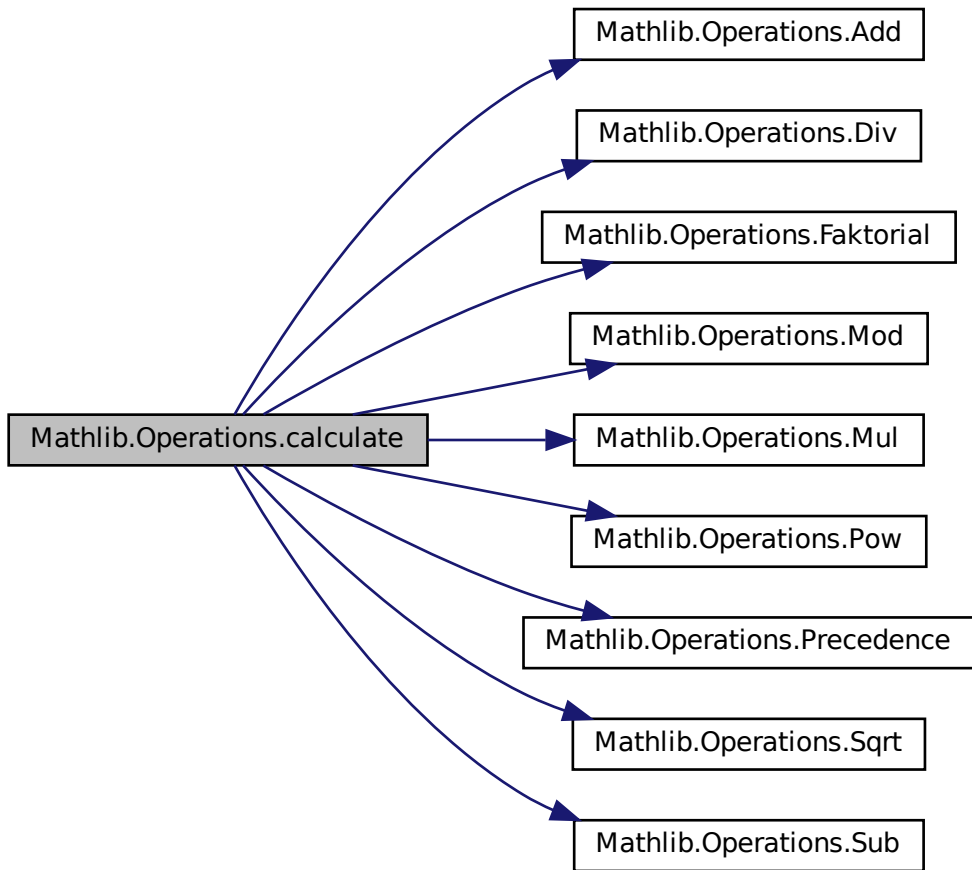 Mathlib.Operations.Add
Mathlib.Operations.Div
Mathlib.Operations.Faktorial
Mathlib.Operations.Mod
Mathlib.Operations.calculate
Mathlib.Operations.Mul
Mathlib.Operations.Pow
Mathlib.Operations.Precedence
Mathlib.Operations.Sqrt
Mathlib.Operations.Sub